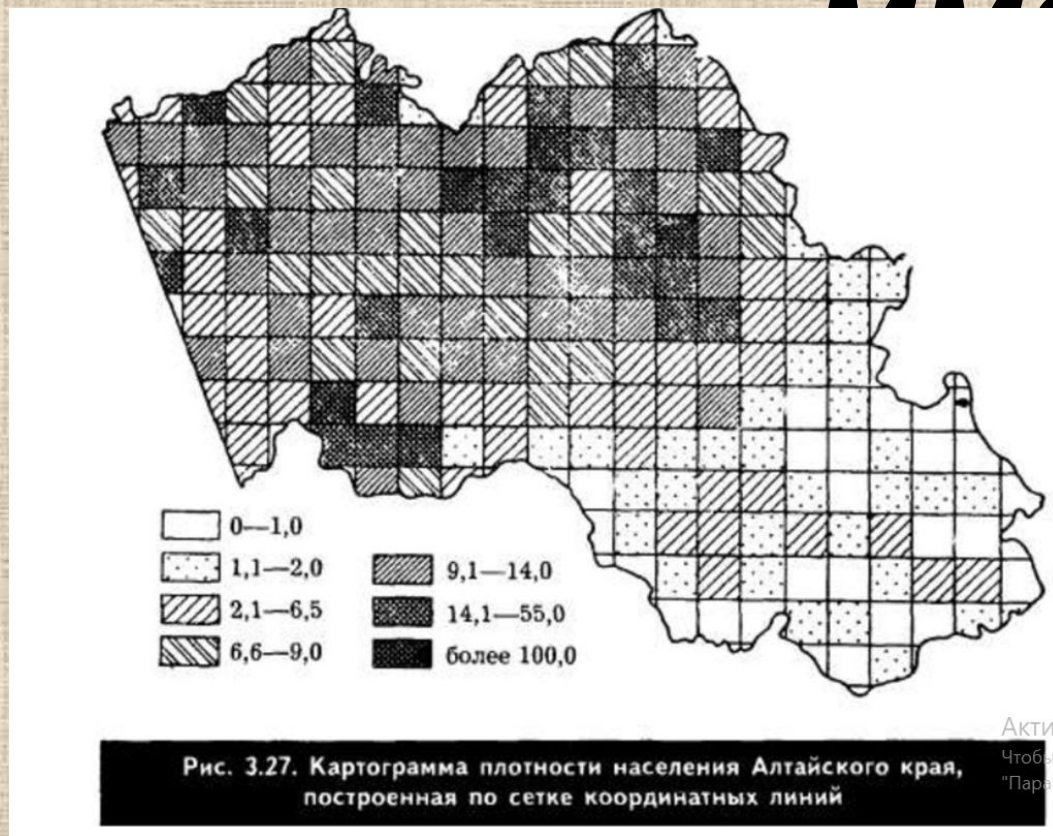 0—1,0
1,1—2,0
2,1—6,5
6,6—9,0
9,1—14,0
14,1—55,0
более 100,0
Рис. 3.27. Картограмма плотности населения Алтайского края,
построенная по сетке координатных линий